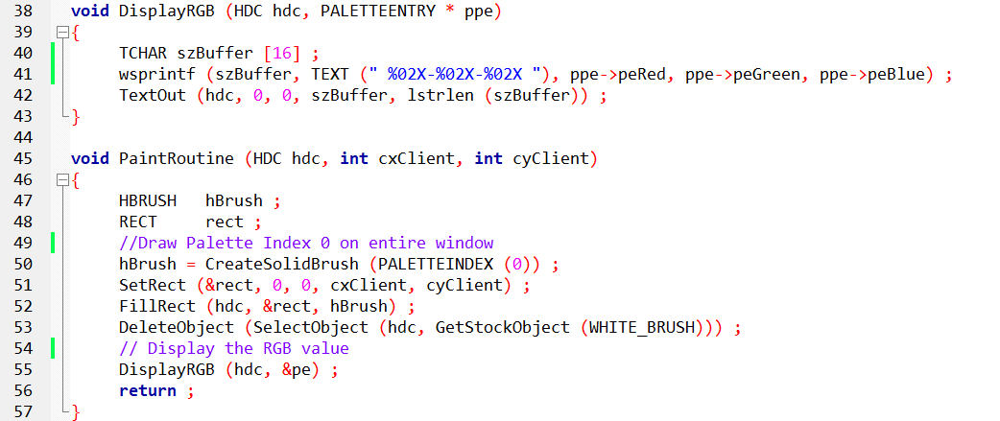 38 void DisplayRGB (HDC hdc, PALETTEENTRY * ppe)
39 {
40 TCHAR szBuffer [16] ;
41 wsprintf (szBuffer, TEXT (" %02X-%02X-%02X "), ppe->peRed, ppe->peGreen, ppe->peBlue) ;
42 TextOut (hdc, 0, 0, szBuffer, lstrlen (szBuffer)) ;
43 }
44
45 void PaintRoutine (HDC hdc, int cxClient, int cyClient)
46 {
47 HBRUSH   hBrush ;
48 RECT     rect ;
49 //Draw Palette Index 0 on entire window
50 hBrush = CreateSolidBrush (PALETTEINDEX (0)) ;
51 SetRect (&rect, 0, 0, cxClient, cyClient) ;
52 FillRect (hdc, &rect, hBrush) ;
53 DeleteObject (SelectObject (hdc, GetStockObject (WHITE_BRUSH))) ;
54 // Display the RGB value
55 DisplayRGB (hdc, &pe) ;
56 return ;
57 }